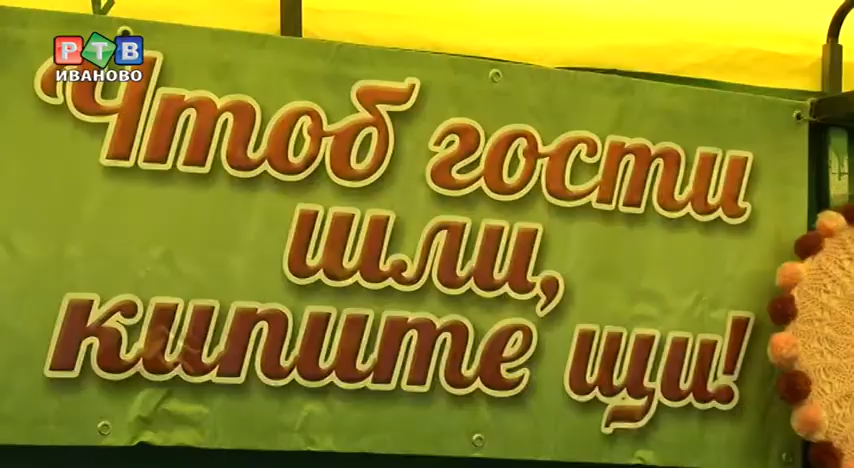 РТВ
ИВАНОВО
Чтоб гости
шли,
кипите щи!